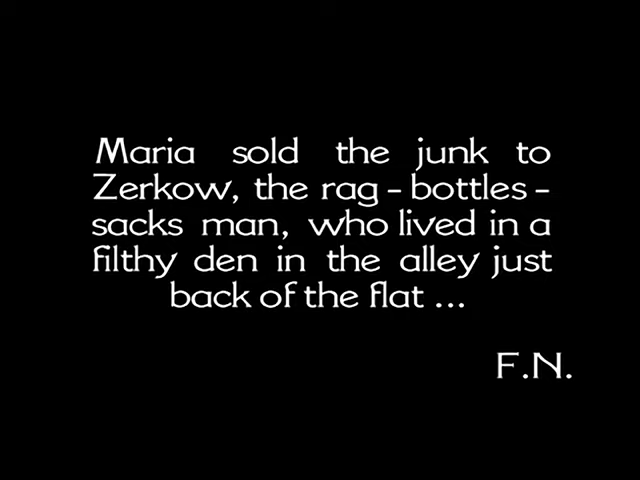 Maria sold the junk to
Zerkow, the rag - bottles -
sacks man, who lived in a
filthy den in the alley just
back of the flat ...
F.N.